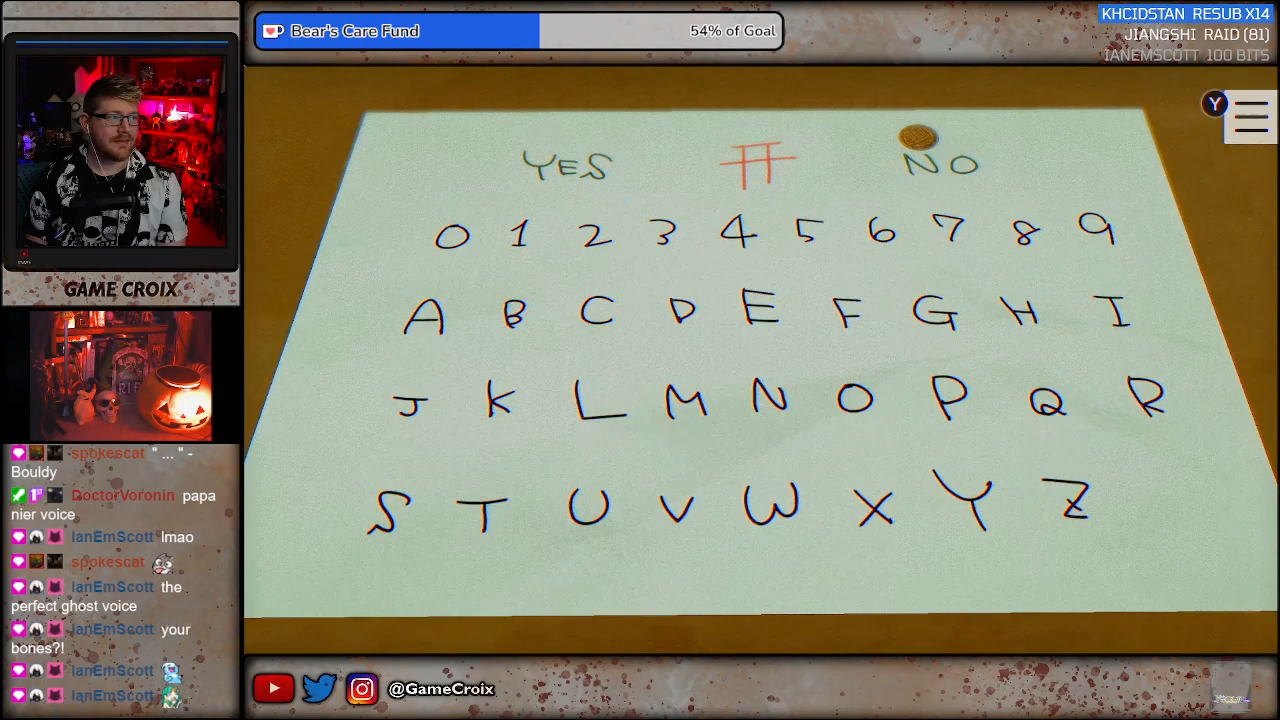 KHCIDSTAN RESUB X14
JIANGSHI RAID (81)
IANEMSCOTT 100 BITS
Bear's Care Fund 54% of Goal
Y
YES NO
0 1 2 3 4 5 6 7 8 9
A B C D E F G H I
J K L M N O P Q R
S T U V W X Y Z
GAME CROIX
spokescat " ... " -
Bouldy
DoctorVoronin papa
nier voice
IanEmScott lmao
spokescat
IanEmScott the
perfect ghost voice
IanEmScott your
bones?!
IanEmScott
IanEmScott
@GameCroix